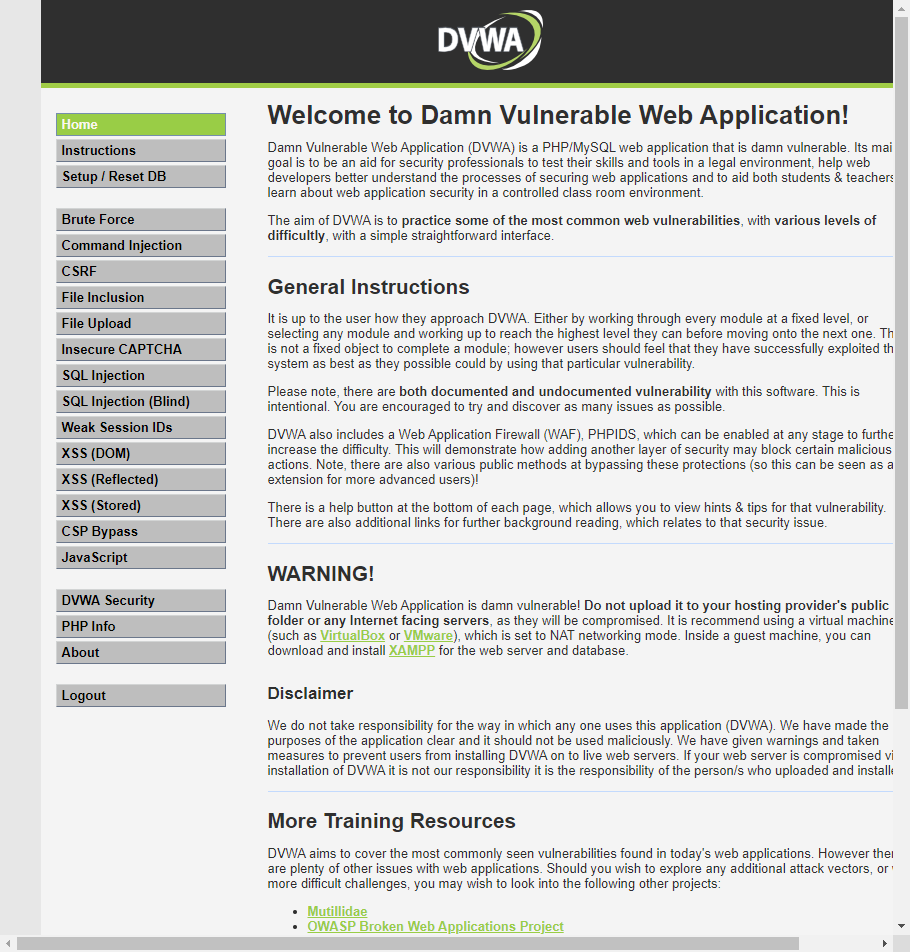 DVWA
Home
Instructions
Setup / Reset DB
Brute Force
Command Injection
CSRF
File Inclusion
File Upload
Insecure CAPTCHA
SQL Injection
SQL Injection (Blind)
Weak Session IDs
XSS (DOM)
XSS (Reflected)
XSS (Stored)
CSP Bypass
JavaScript
DVWA Security
PHP Info
About
Logout
Welcome to Damn Vulnerable Web Application!
Damn Vulnerable Web Application (DVWA) is a PHP/MySQL web application that is damn vulnerable. Its mai
goal is to be an aid for security professionals to test their skills and tools in a legal environment, help web
developers better understand the processes of securing web applications and to aid both students & teachers
learn about web application security in a controlled class room environment.
The aim of DVWA is to practice some of the most common web vulnerabilities, with various levels of
difficultly, with a simple straightforward interface.
General Instructions
It is up to the user how they approach DVWA. Either by working through every module at a fixed level, or
selecting any module and working up to reach the highest level they can before moving onto the next one. Th
is not a fixed object to complete a module; however users should feel that they have successfully exploited th
system as best as they possible could by using that particular vulnerability.
Please note, there are both documented and undocumented vulnerability with this software. This is
intentional. You are encouraged to try and discover as many issues as possible.
DVWA also includes a Web Application Firewall (WAF), PHPIDS, which can be enabled at any stage to furthe
increase the difficulty. This will demonstrate how adding another layer of security may block certain malicious
actions. Note, there are also various public methods at bypassing these protections (so this can be seen as a
extension for more advanced users)!
There is a help button at the bottom of each page, which allows you to view hints & tips for that vulnerability.
There are also additional links for further background reading, which relates to that security issue.
WARNING!
Damn Vulnerable Web Application is damn vulnerable! Do not upload it to your hosting provider's public
folder or any Internet facing servers, as they will be compromised. It is recommend using a virtual machine
(such as VirtualBox or VMware), which is set to NAT networking mode. Inside a guest machine, you can
download and install XAMPP for the web server and database.
Disclaimer
We do not take responsibility for the way in which any one uses this application (DVWA). We have made the
purposes of the application clear and it should not be used maliciously. We have given warnings and taken
measures to prevent users from installing DVWA on to live web servers. If your web server is compromised vi
installation of DVWA it is not our responsibility it is the responsibility of the person/s who uploaded and installe
More Training Resources
DVWA aims to cover the most commonly seen vulnerabilities found in today's web applications. However ther
are plenty of other issues with web applications. Should you wish to explore any additional attack vectors, or
more difficult challenges, you may wish to look into the following other projects:
Mutillidae
OWASP Broken Web Applications Project